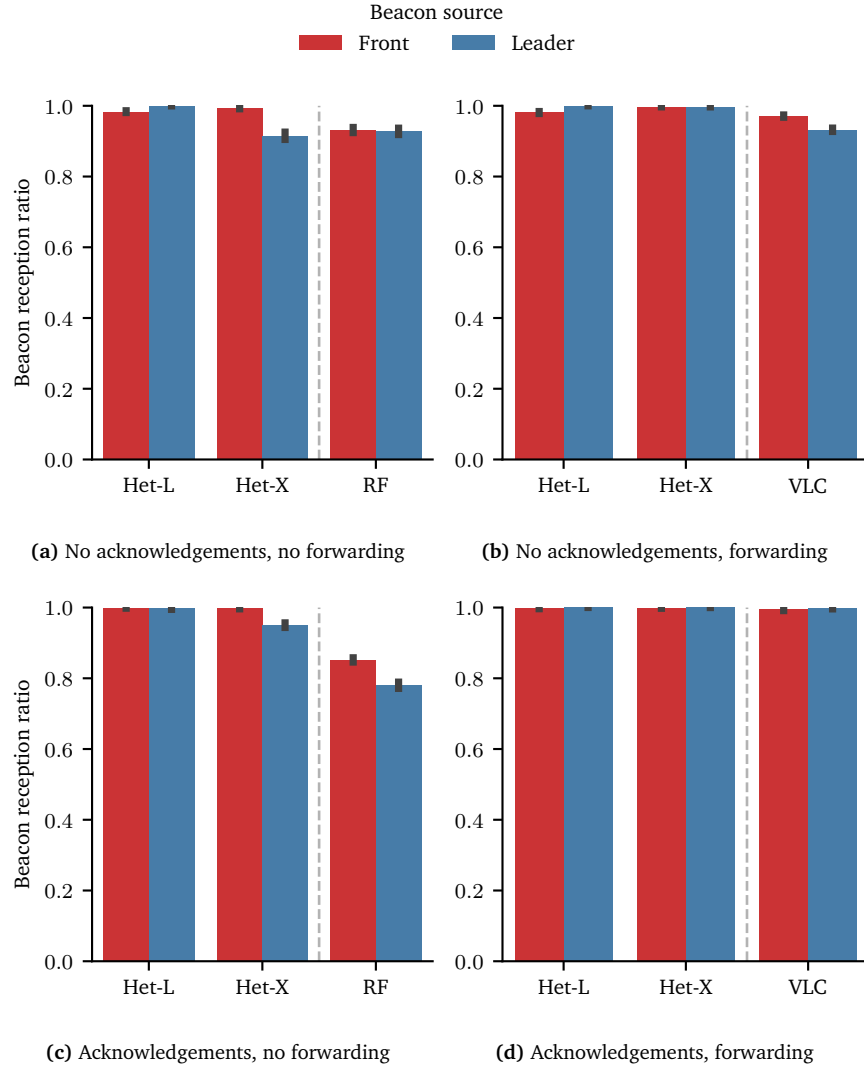 Beacon source
Front Leader
Beacon reception ratio
1.0
0.8
0.6
0.4
0.2
0.0
Het-L Het-X RF
(a) No acknowledgements, no forwarding
1.0
0.8
0.6
0.4
0.2
0.0
Het-L Het-X VLC
(b) No acknowledgements, forwarding
Beacon reception ratio
1.0
0.8
0.6
0.4
0.2
0.0
Het-L Het-X RF
(c) Acknowledgements, no forwarding
1.0
0.8
0.6
0.4
0.2
0.0
Het-L Het-X VLC
(d) Acknowledgements, forwarding